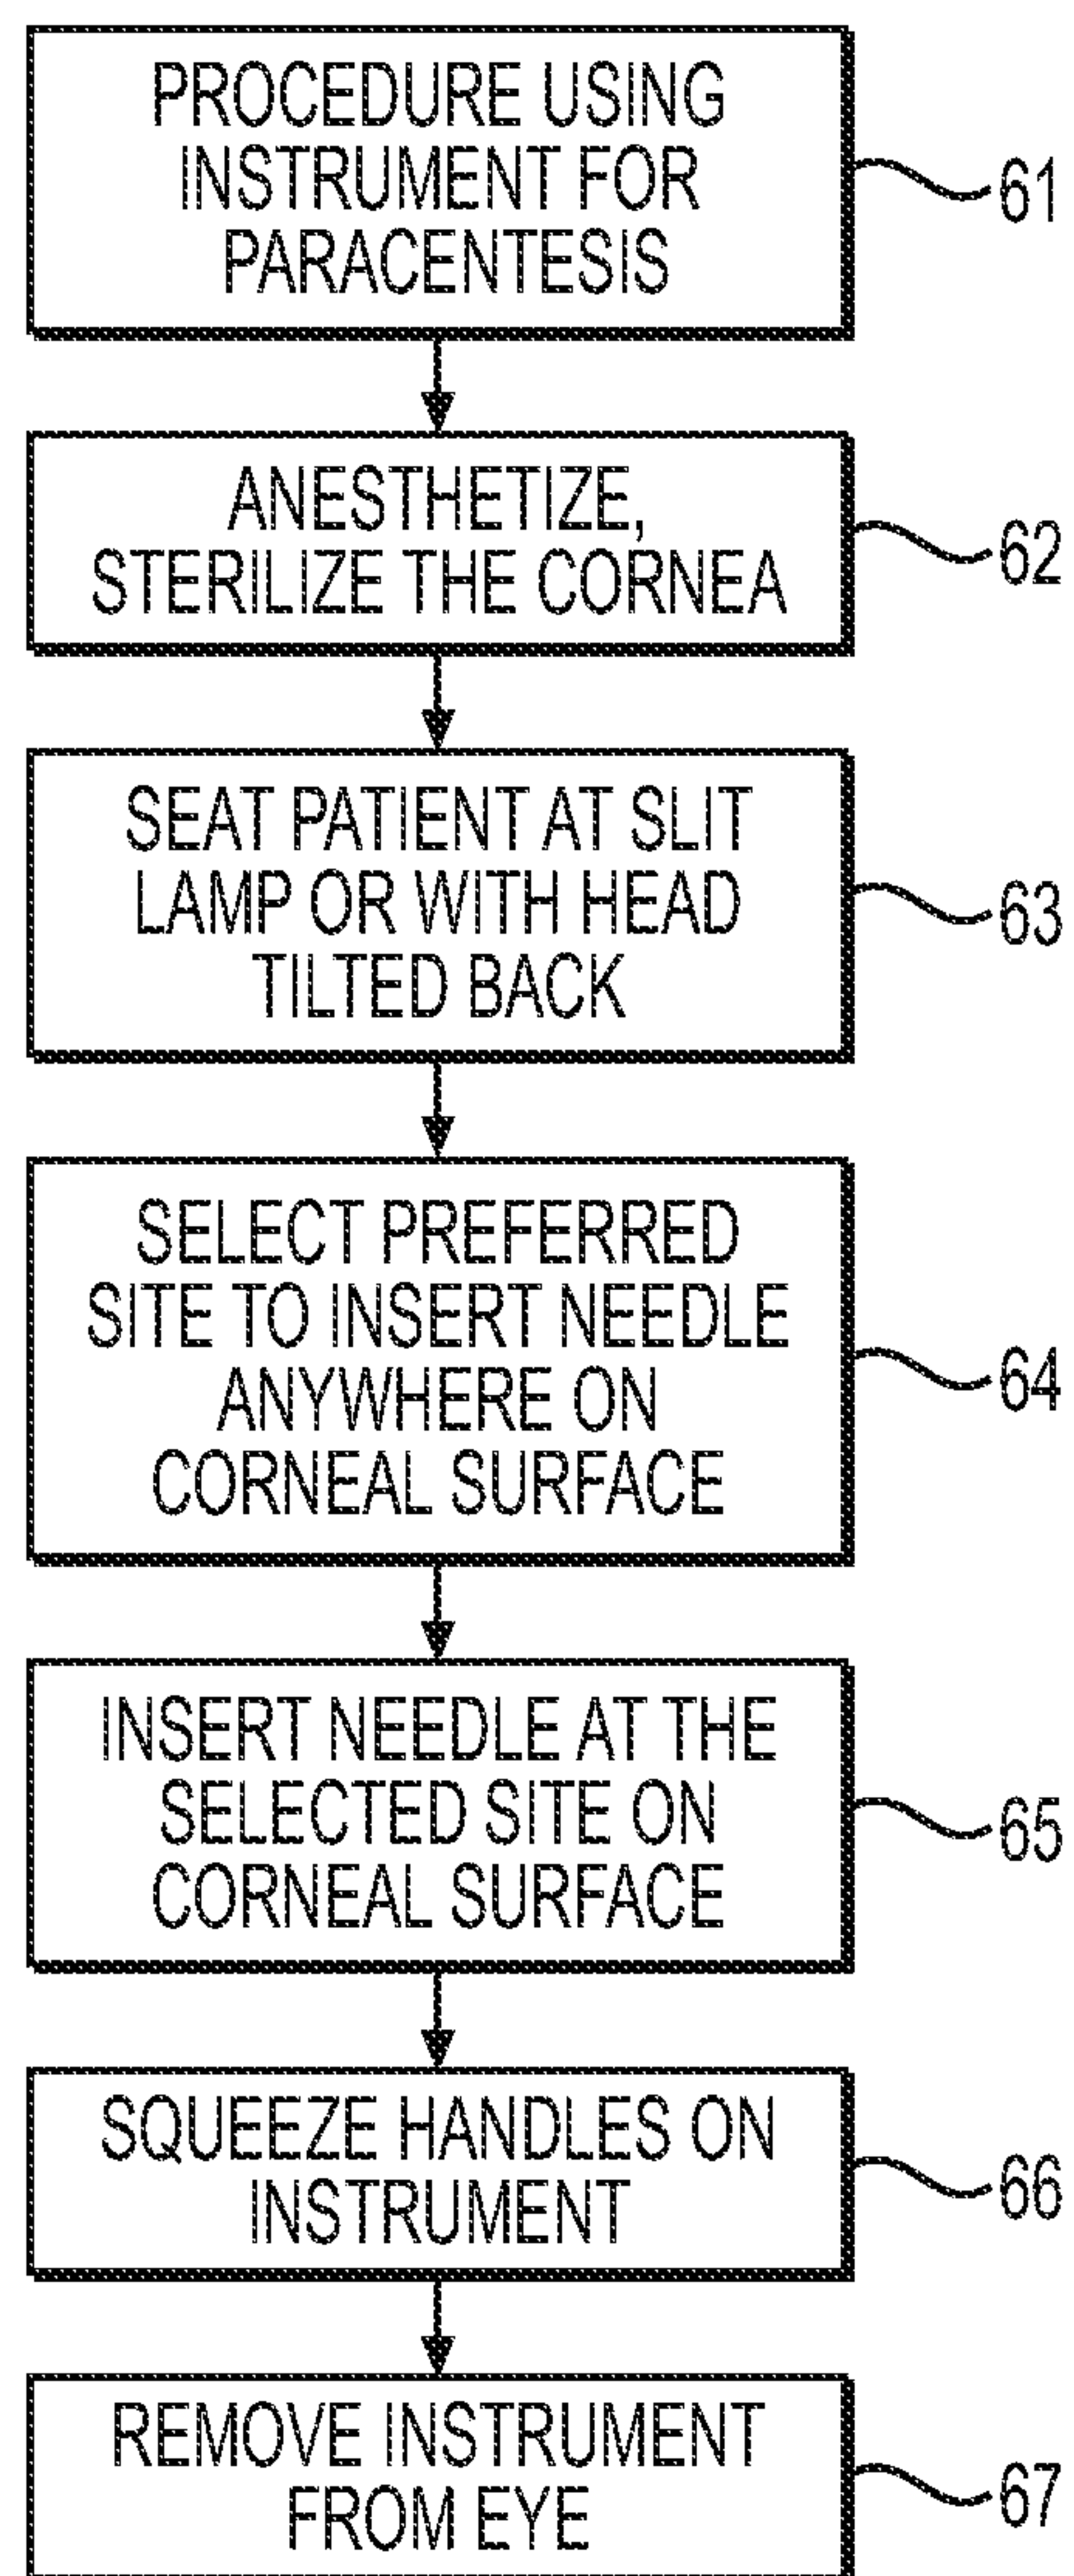 PROCEDURE USING
INSTRUMENT FOR
PARACENTESIS
61
ANESTHETIZE,
STERILIZE THE CORNEA
62
SEAT PATIENT AT SLIT
LAMP OR WITH HEAD
TILTED BACK
63
SELECT PREFERRED
SITE TO INSERT NEEDLE
ANYWHERE ON
CORNEAL SURFACE
64
INSERT NEEDLE AT THE
SELECTED SITE ON
CORNEAL SURFACE
65
SQUEEZE HANDLES ON
INSTRUMENT
66
REMOVE INSTRUMENT
FROM EYE
67